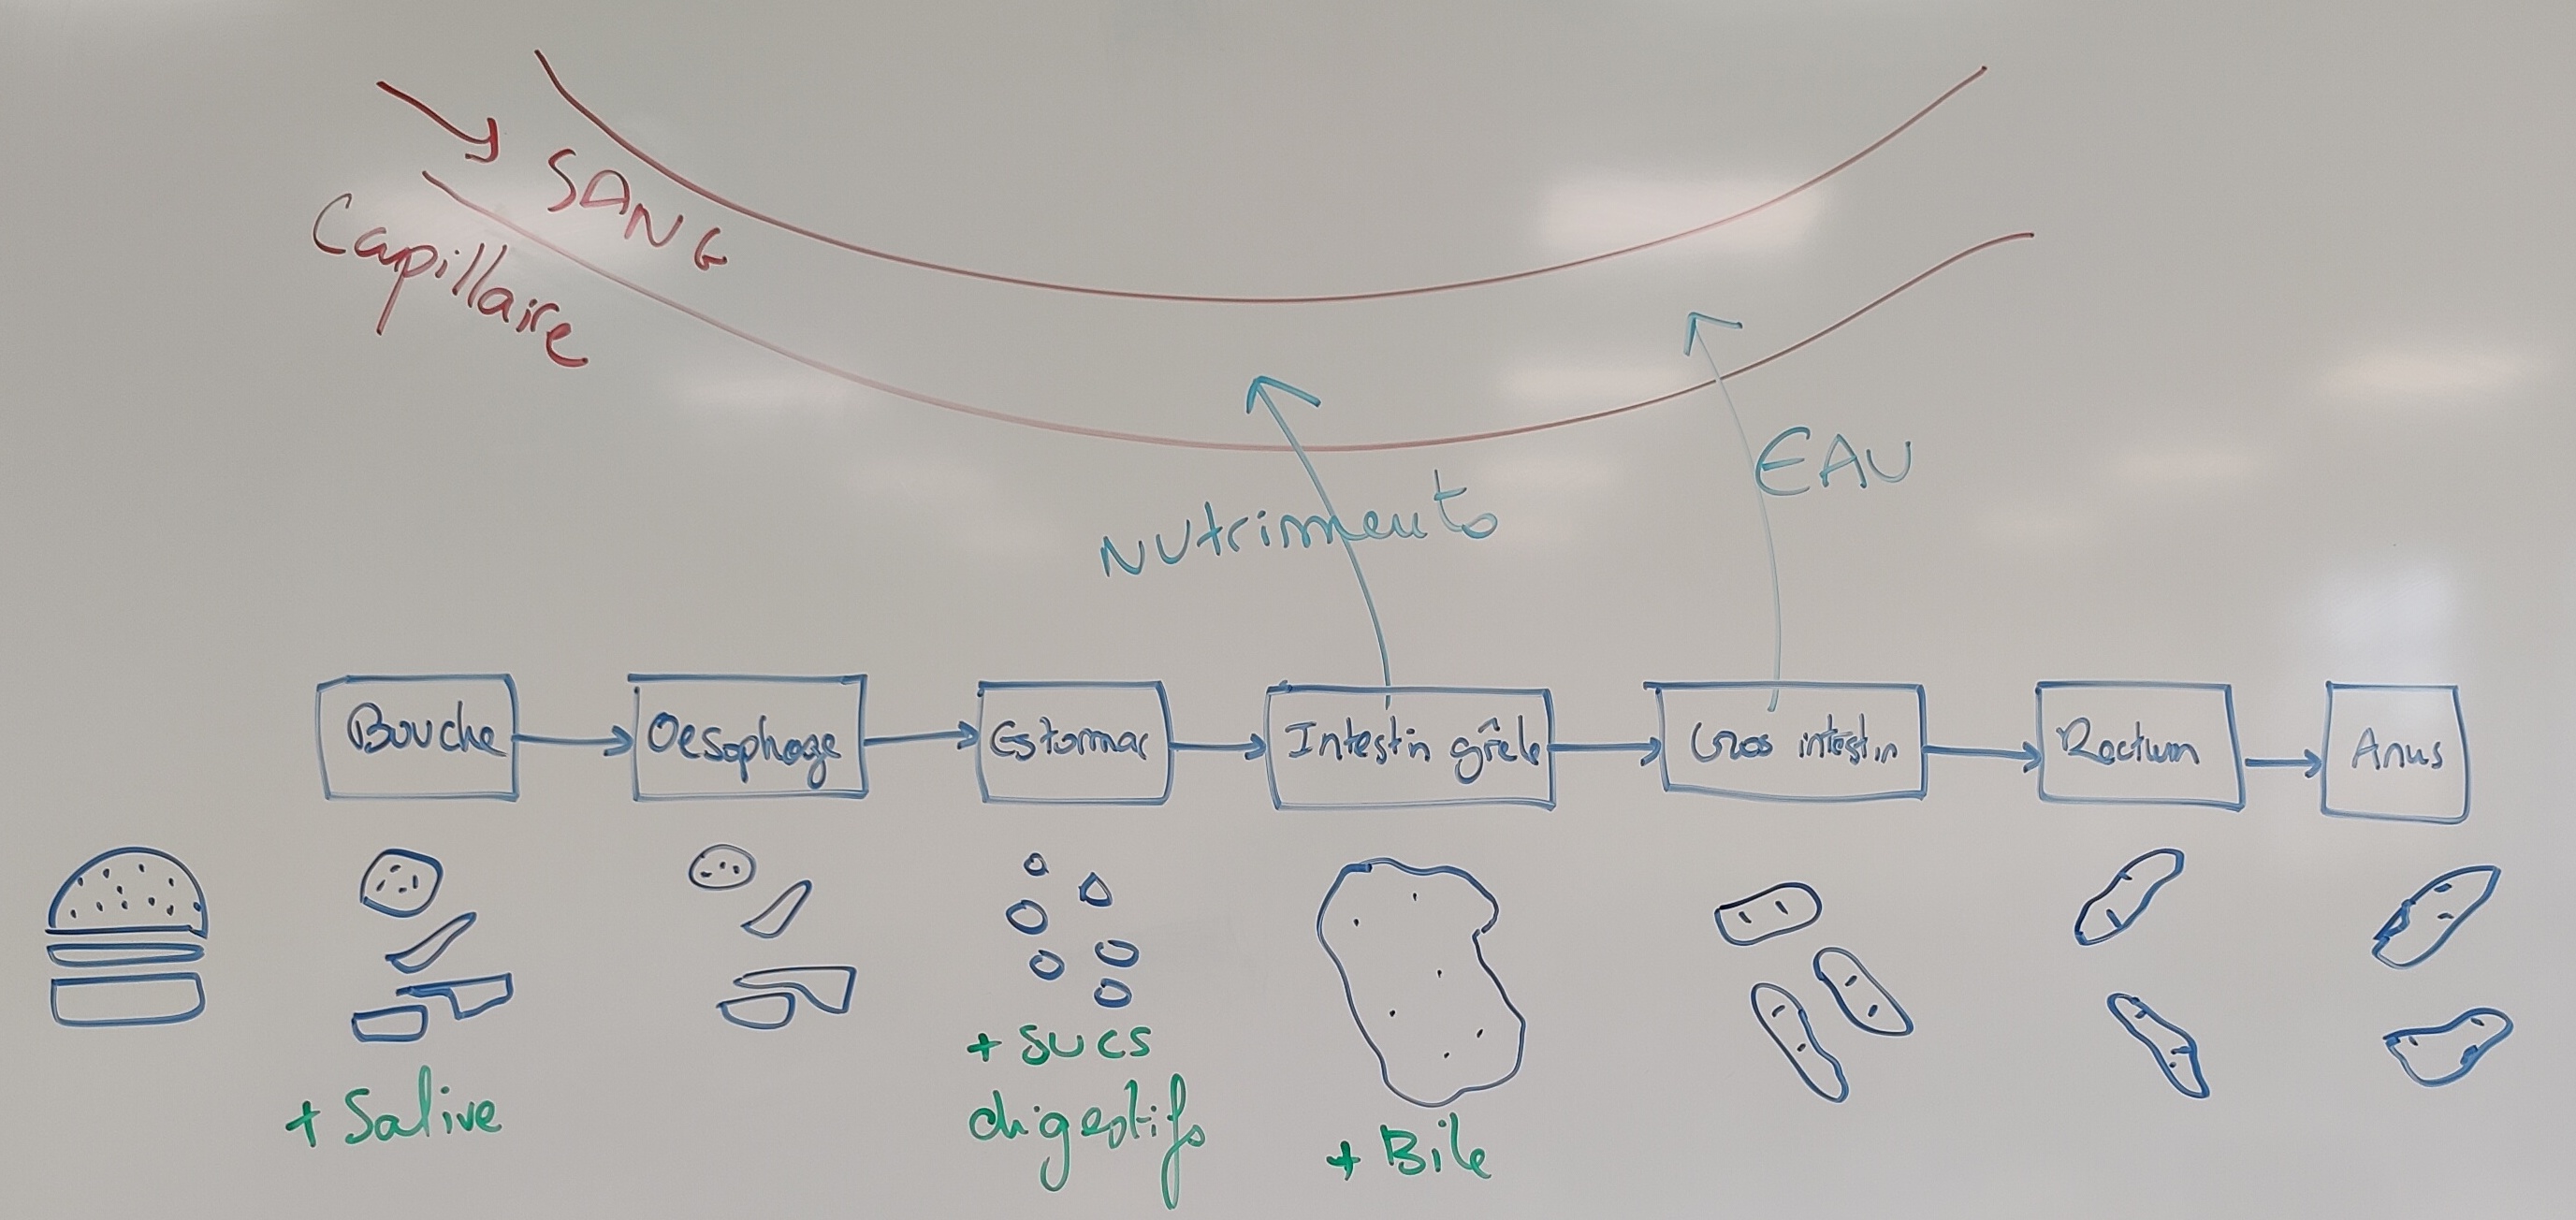 SANG
Capillaire
EAU
Nutriments
Bouche
Oesophage
Estomac
Intestin grêle
Gros intestin
Rectum
Anus
+ Salive
+ sucs
digestifs
+ Bile